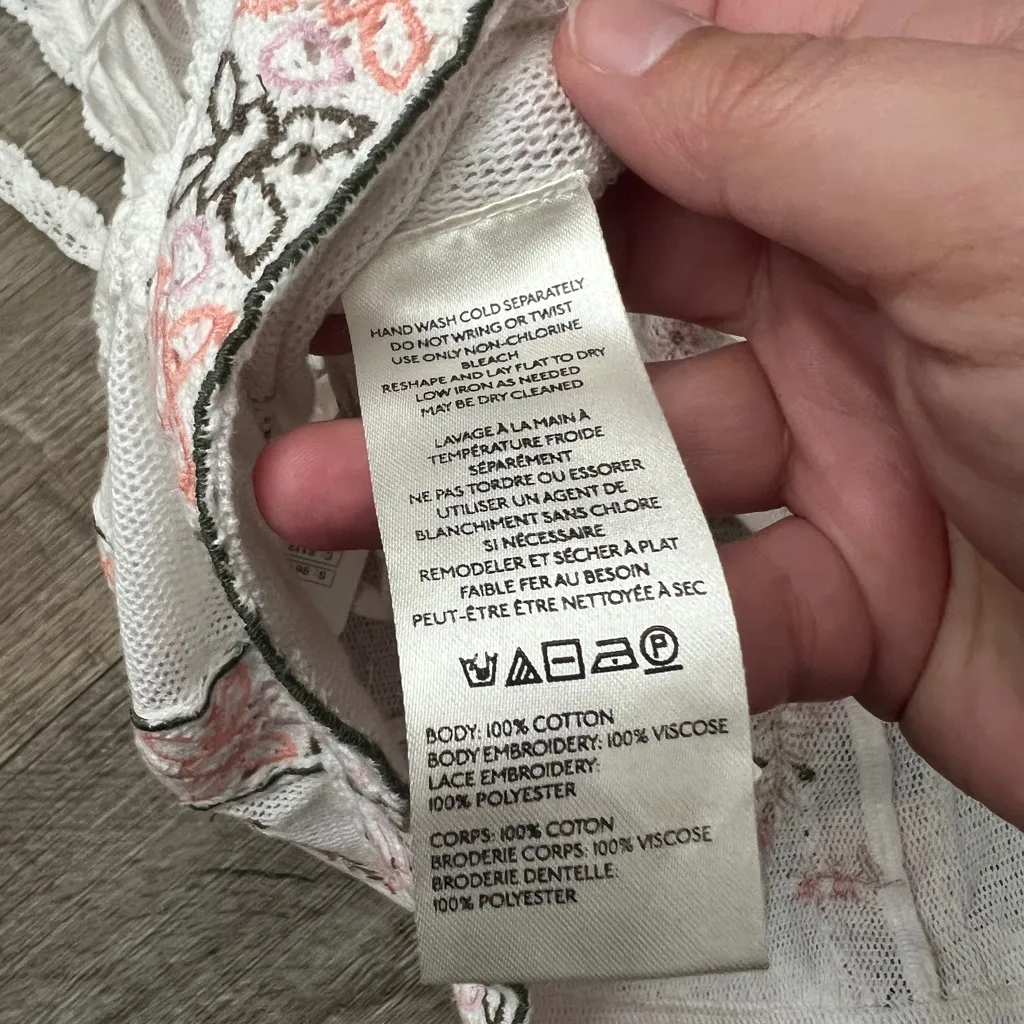 HAND WASH COLD SEPARATELY
DO NOT WRING OR TWIST
USE ONLY NON-CHLORINE
BLEACH
RESHAPE AND LAY FLAT TO DRY
LOW IRON AS NEEDED
MAY BE DRY CLEANED
LAVAGE À LA MAIN À
TEMPÉRATURE FROIDE
SÉPARÉMENT
NE PAS TORDRE OU ESSORER
UTILISER UN AGENT DE
BLANCHIMENT SANS CHLORE
SI NÉCESSAIRE
REMODELER ET SÉCHER À PLAT
FAIBLE FER AU BESOIN
PEUT-ÊTRE ÊTRE NETTOYÉE À SEC
P
BODY: 100% COTTON
BODY EMBROIDERY: 100% VISCOSE
LACE EMBROIDERY:
100% POLYESTER
CORPS: 100% COTON
BRODERIE CORPS: 100% VISCOSE
BRODERIE DENTELLE:
100% POLYESTER